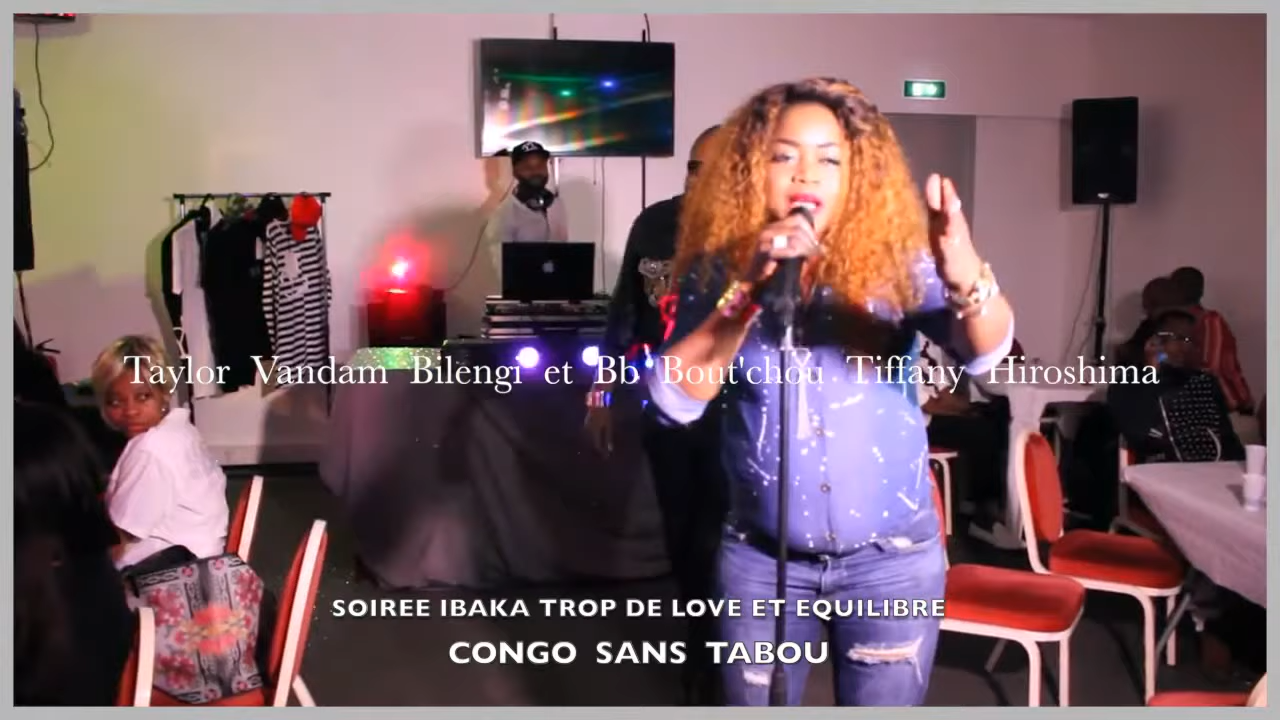 Taylor Vandam Bilengi et Bb Bout'chou Tiffany Hiroshima
SOIREE IBAKA TROP DE LOVE ET EQUILIBRE
CONGO SANS TABOU